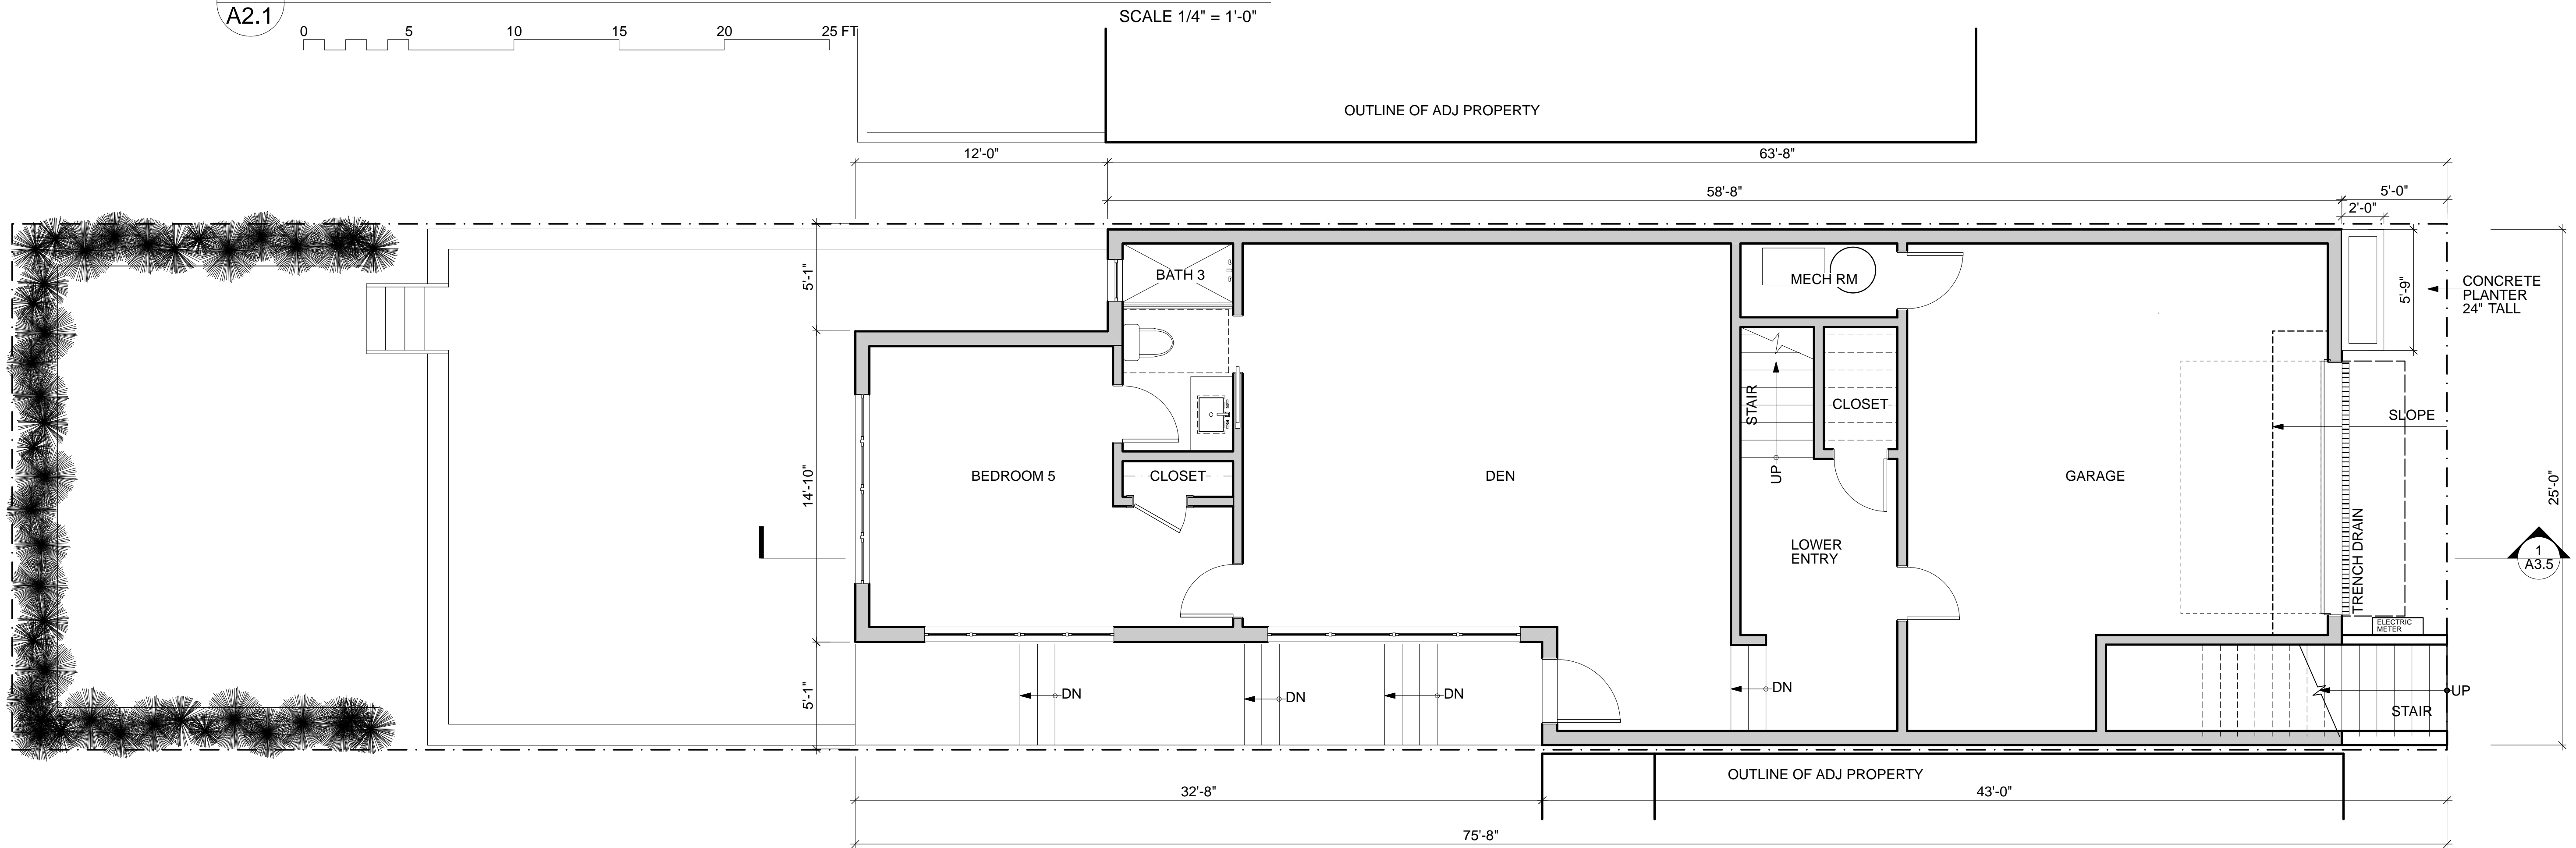 A2.1
SCALE 1/4" = 1'-0"
0 5 10 15 20 25 FT
OUTLINE OF ADJ PROPERTY
12'-0"
63'-8"
58'-8"
5'-0"
2'-0"
5'-1"
BATH 3
MECH RM
5'-9"
CONCRETE
PLANTER
24" TALL
STAIR
UP
CLOSET
SLOPE
14'-10"
BEDROOM 5
CLOSET
DEN
GARAGE
25'-0"
TRENCH DRAIN
LOWER
ENTRY
1
A3.5
ELECTRIC
METER
5'-1"
DN
DN
DN
DN
UP
STAIR
OUTLINE OF ADJ PROPERTY
32'-8"
43'-0"
75'-8"